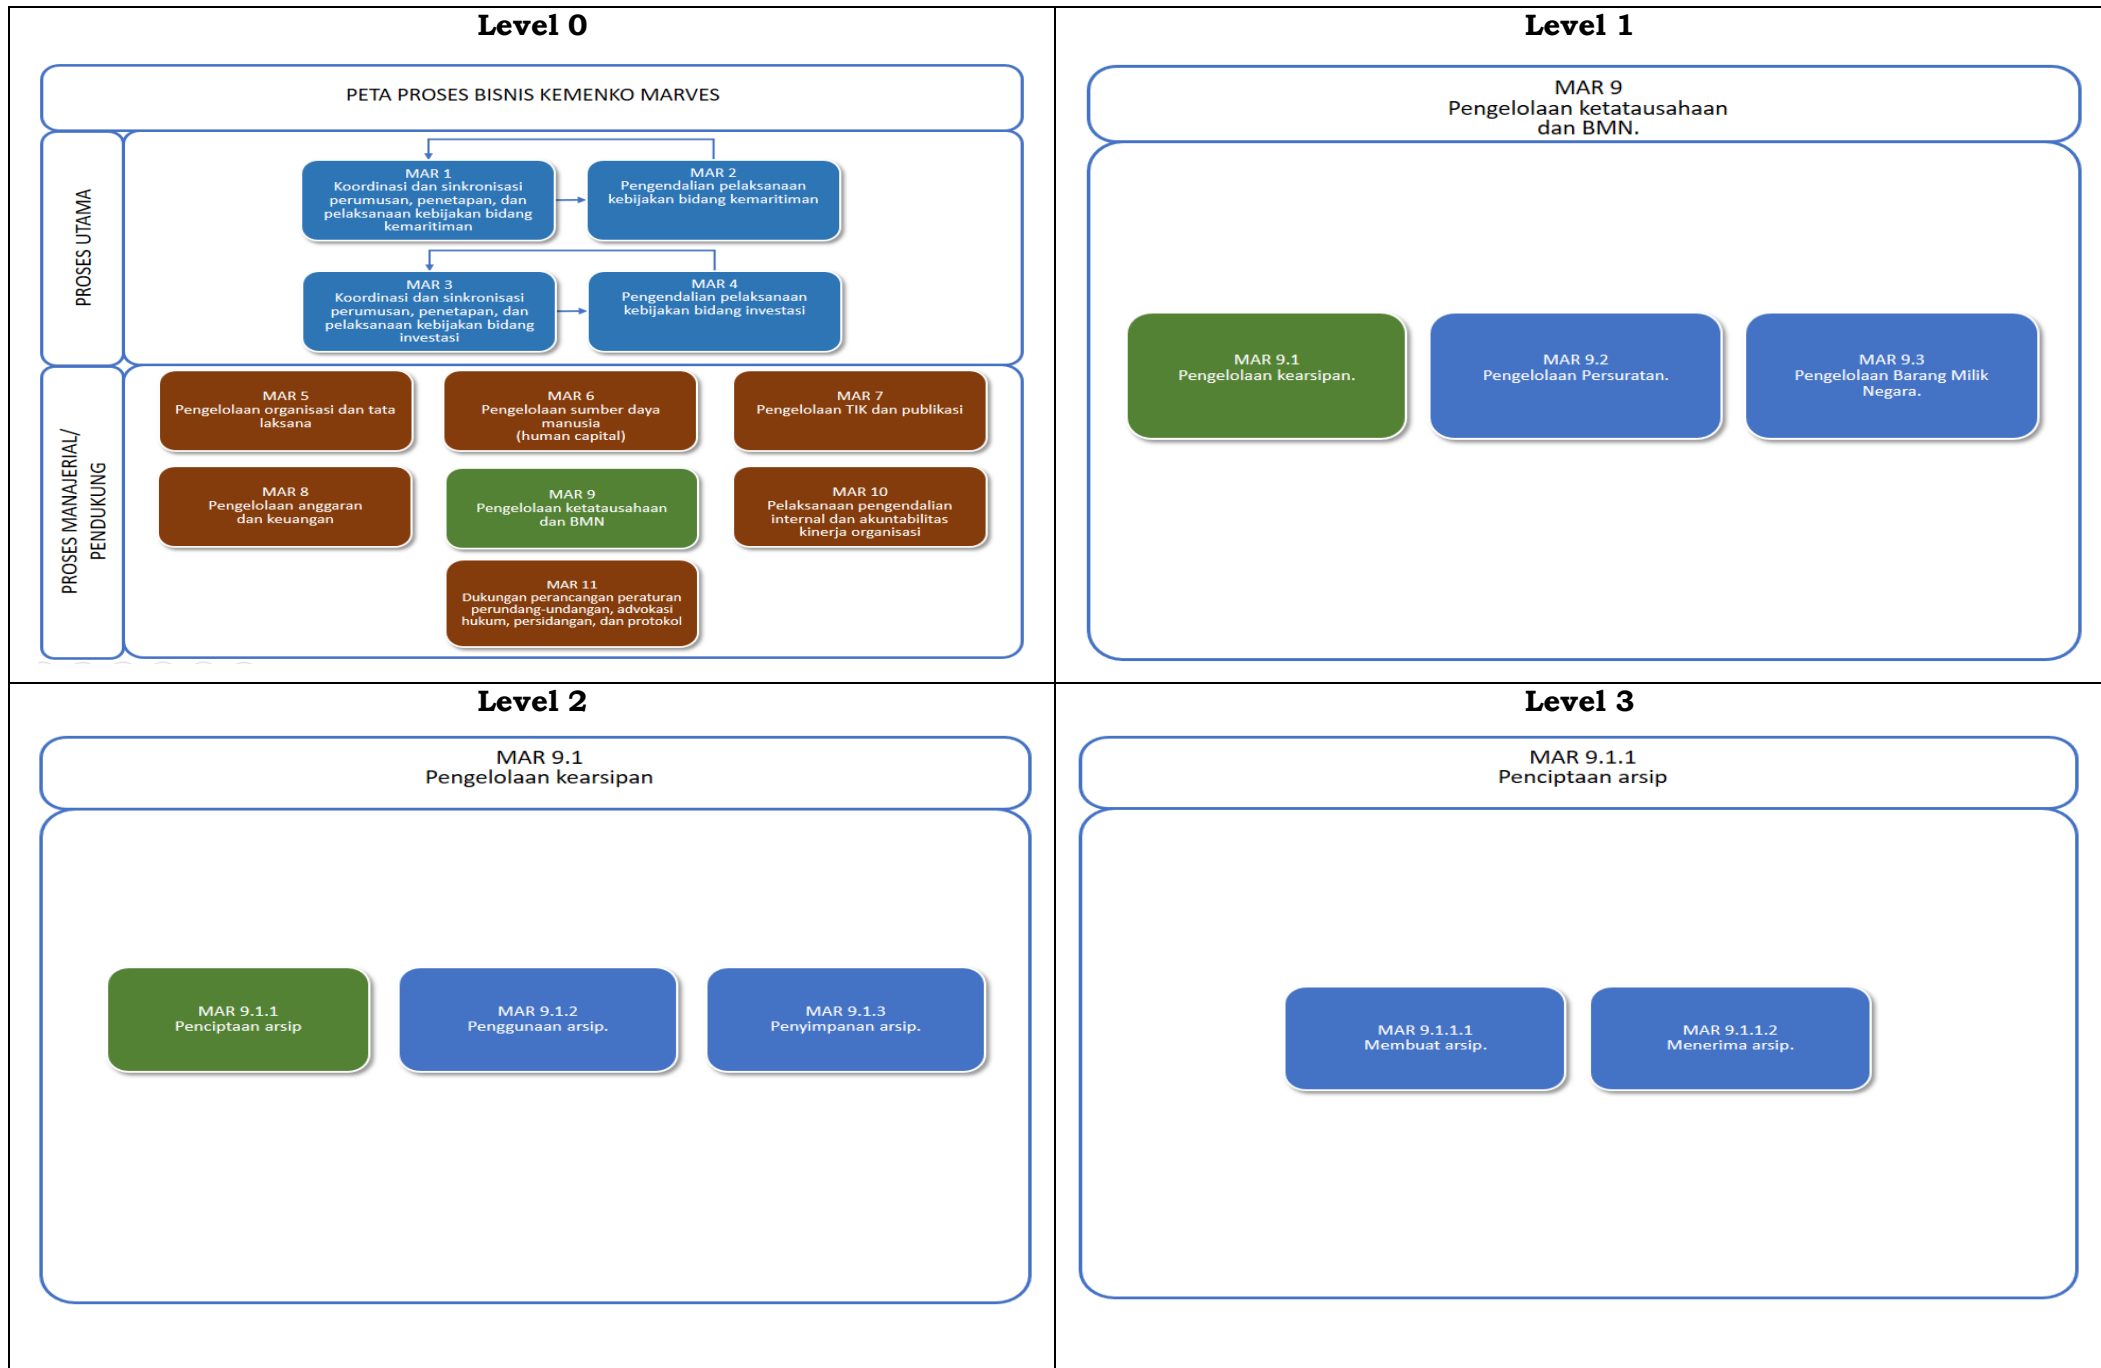 Level 0
PETA PROSES BISNIS KEMENKO MARVES
PROSES UTAMA
MAR 1
Koordinasi dan sinkronisasi
perumusan, penetapan, dan
pelaksanaan kebijakan bidang
kemaritiman
MAR 2
Pengendalian pelaksanaan
kebijakan bidang kemaritiman
MAR 3
Koordinasi dan sinkronisasi
perumusan, penetapan, dan
pelaksanaan kebijakan bidang
investasi
MAR 4
Pengendalian pelaksanaan
kebijakan bidang investasi
PROSES MANAJERIAL/
PENDUKUNG
MAR 5
Pengelolaan organisasi dan tata
laksana
MAR 6
Pengelolaan sumber daya
manusia
(human capital)
MAR 7
Pengelolaan TIK dan publikasi
MAR 8
Pengelolaan anggaran
dan keuangan
MAR 9
Pengelolaan ketatausahaan
dan BMN
MAR 10
Pelaksanaan pengendalian
internal dan akuntabilitas
kinerja organisasi
MAR 11
Dukungan perancangan peraturan
perundang-undangan, advokasi
hukum, persidangan, dan protokol
Level 1
MAR 9
Pengelolaan ketatausahaan
dan BMN.
MAR 9.1
Pengelolaan kearsipan.
MAR 9.2
Pengelolaan Persuratan.
MAR 9.3
Pengelolaan Barang Milik
Negara.
Level 2
MAR 9.1
Pengelolaan kearsipan
MAR 9.1.1
Penciptaan arsip
MAR 9.1.2
Penggunaan arsip.
MAR 9.1.3
Penyimpanan arsip.
Level 3
MAR 9.1.1
Penciptaan arsip
MAR 9.1.1.1
Membuat arsip.
MAR 9.1.1.2
Menerima arsip.